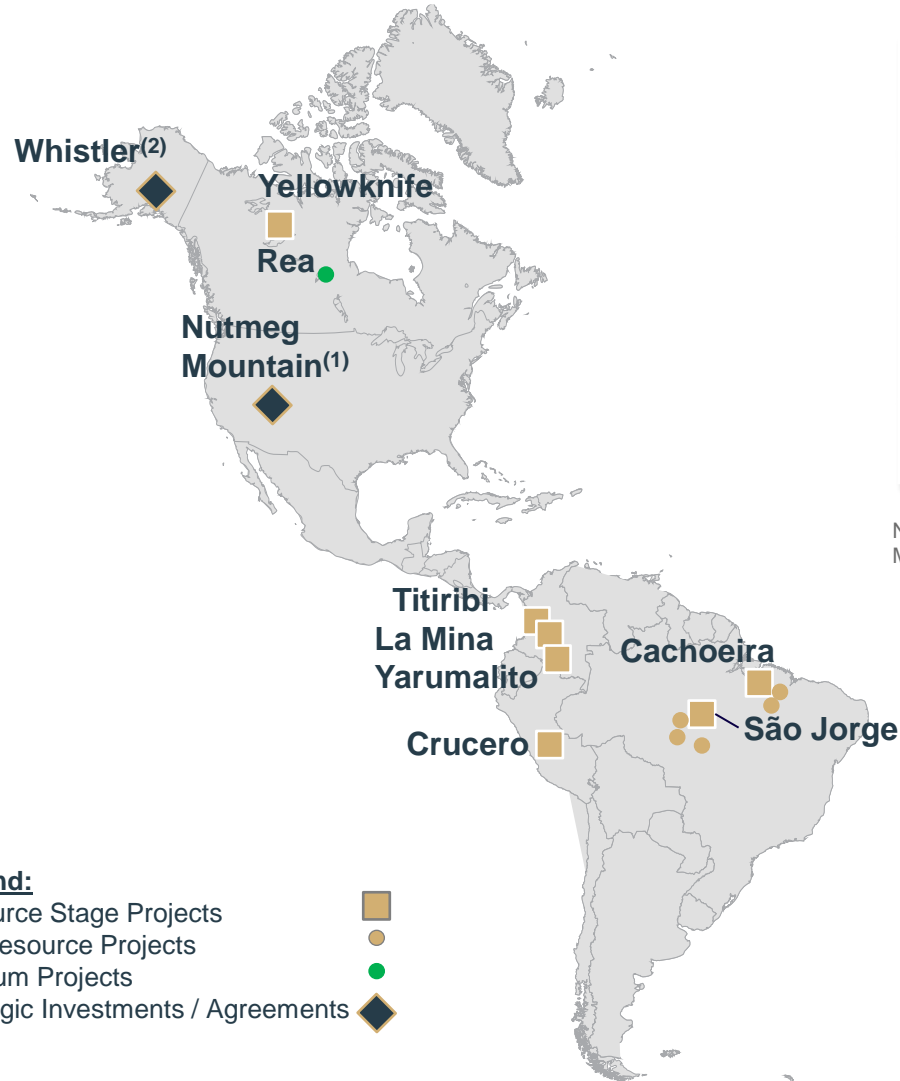 Whistler(2)
Yellowknife
Rea
Nutmeg
Mountain(1)
N
M
Titiribi
La Mina
Yarumalito
Cachoeira
São Jorge
Crucero
nd:
urce Stage Projects
esource Projects
um Projects
gic Investments / Agreements